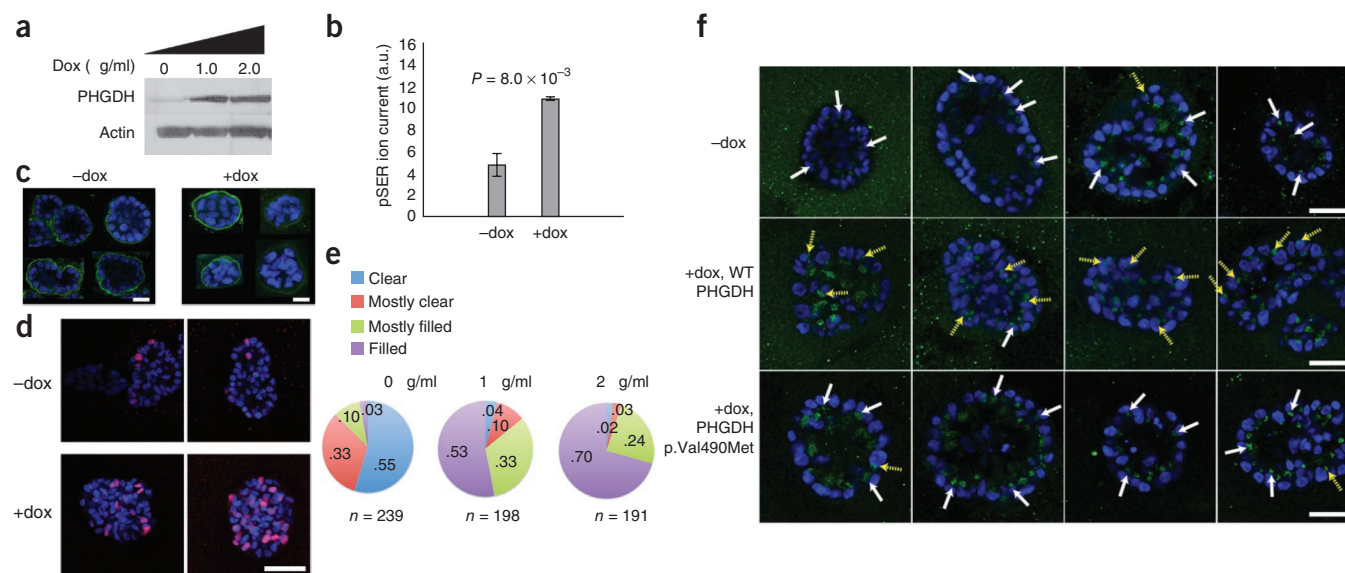 a
Dox ( g/ml) 0 1.0 2.0
PHGDH
Actin
b
pSER ion current (a.u.)
16
14
12
10
8
6
4
2
0
P = 8.0 × 10⁻³
–dox +dox
c
–dox +dox
d
–dox
+dox
e
Clear
Mostly clear
Mostly filled
Filled
0 g/ml 1 g/ml 2 g/ml
.03 .10 .33 .55
.04 .10 .33 .53
.03 .02 .24 .70
n = 239 n = 198 n = 191
f
–dox
+dox, WT
PHGDH
+dox,
PHGDH
p.Val490Met